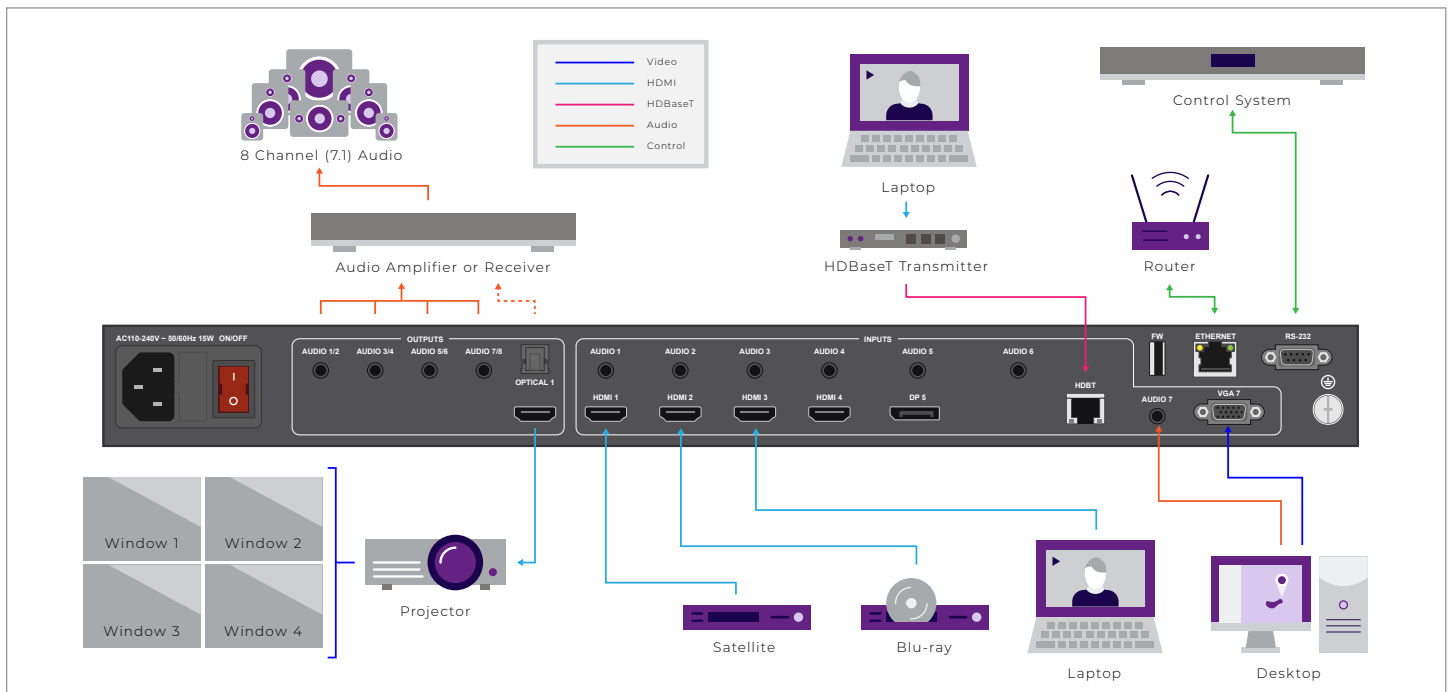 Video
HDMI
HDBaseT
Audio
Control
8 Channel (7.1) Audio
Laptop
Control System
Audio Amplifier or Receiver
HDBaseT Transmitter
Router
AC110-240V ~ 50/60Hz 15W ON/OFF
OUTPUTS
AUDIO 1/2 AUDIO 3/4 AUDIO 5/6 AUDIO 7/8
OPTICAL 1
INPUTS
AUDIO 1 AUDIO 2 AUDIO 3 AUDIO 4 AUDIO 5 AUDIO 6
HDMI 1 HDMI 2 HDMI 3 HDMI 4 DP 5
HDBT
FW ETHERNET RS-232
AUDIO 7 VGA 7
Window 1 Window 2
Window 3 Window 4
Projector
Satellite
Blu-ray
Laptop
Desktop